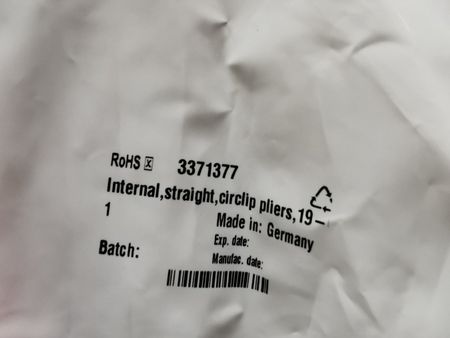 RoHS x 3371377
Internal,straight,circlip pliers,19–
1 Made in: Germany
Exp. date:
Batch: Manufac. date: